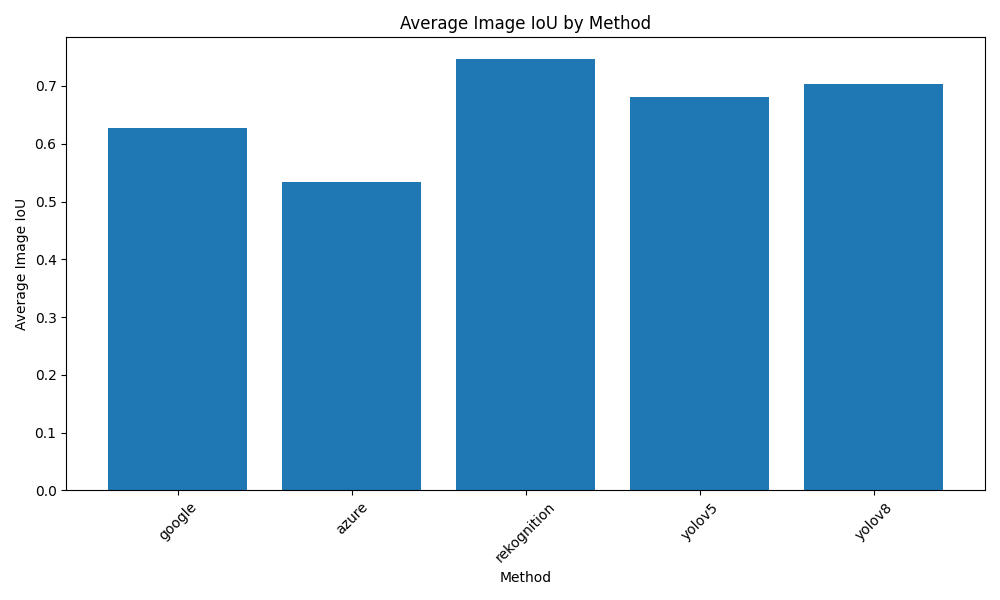 Average Image IoU by Method
Average Image IoU
0.7
0.6
0.5
0.4
0.3
0.2
0.1
0.0
google
azure
rekognition
yolov5
yolov8
Method